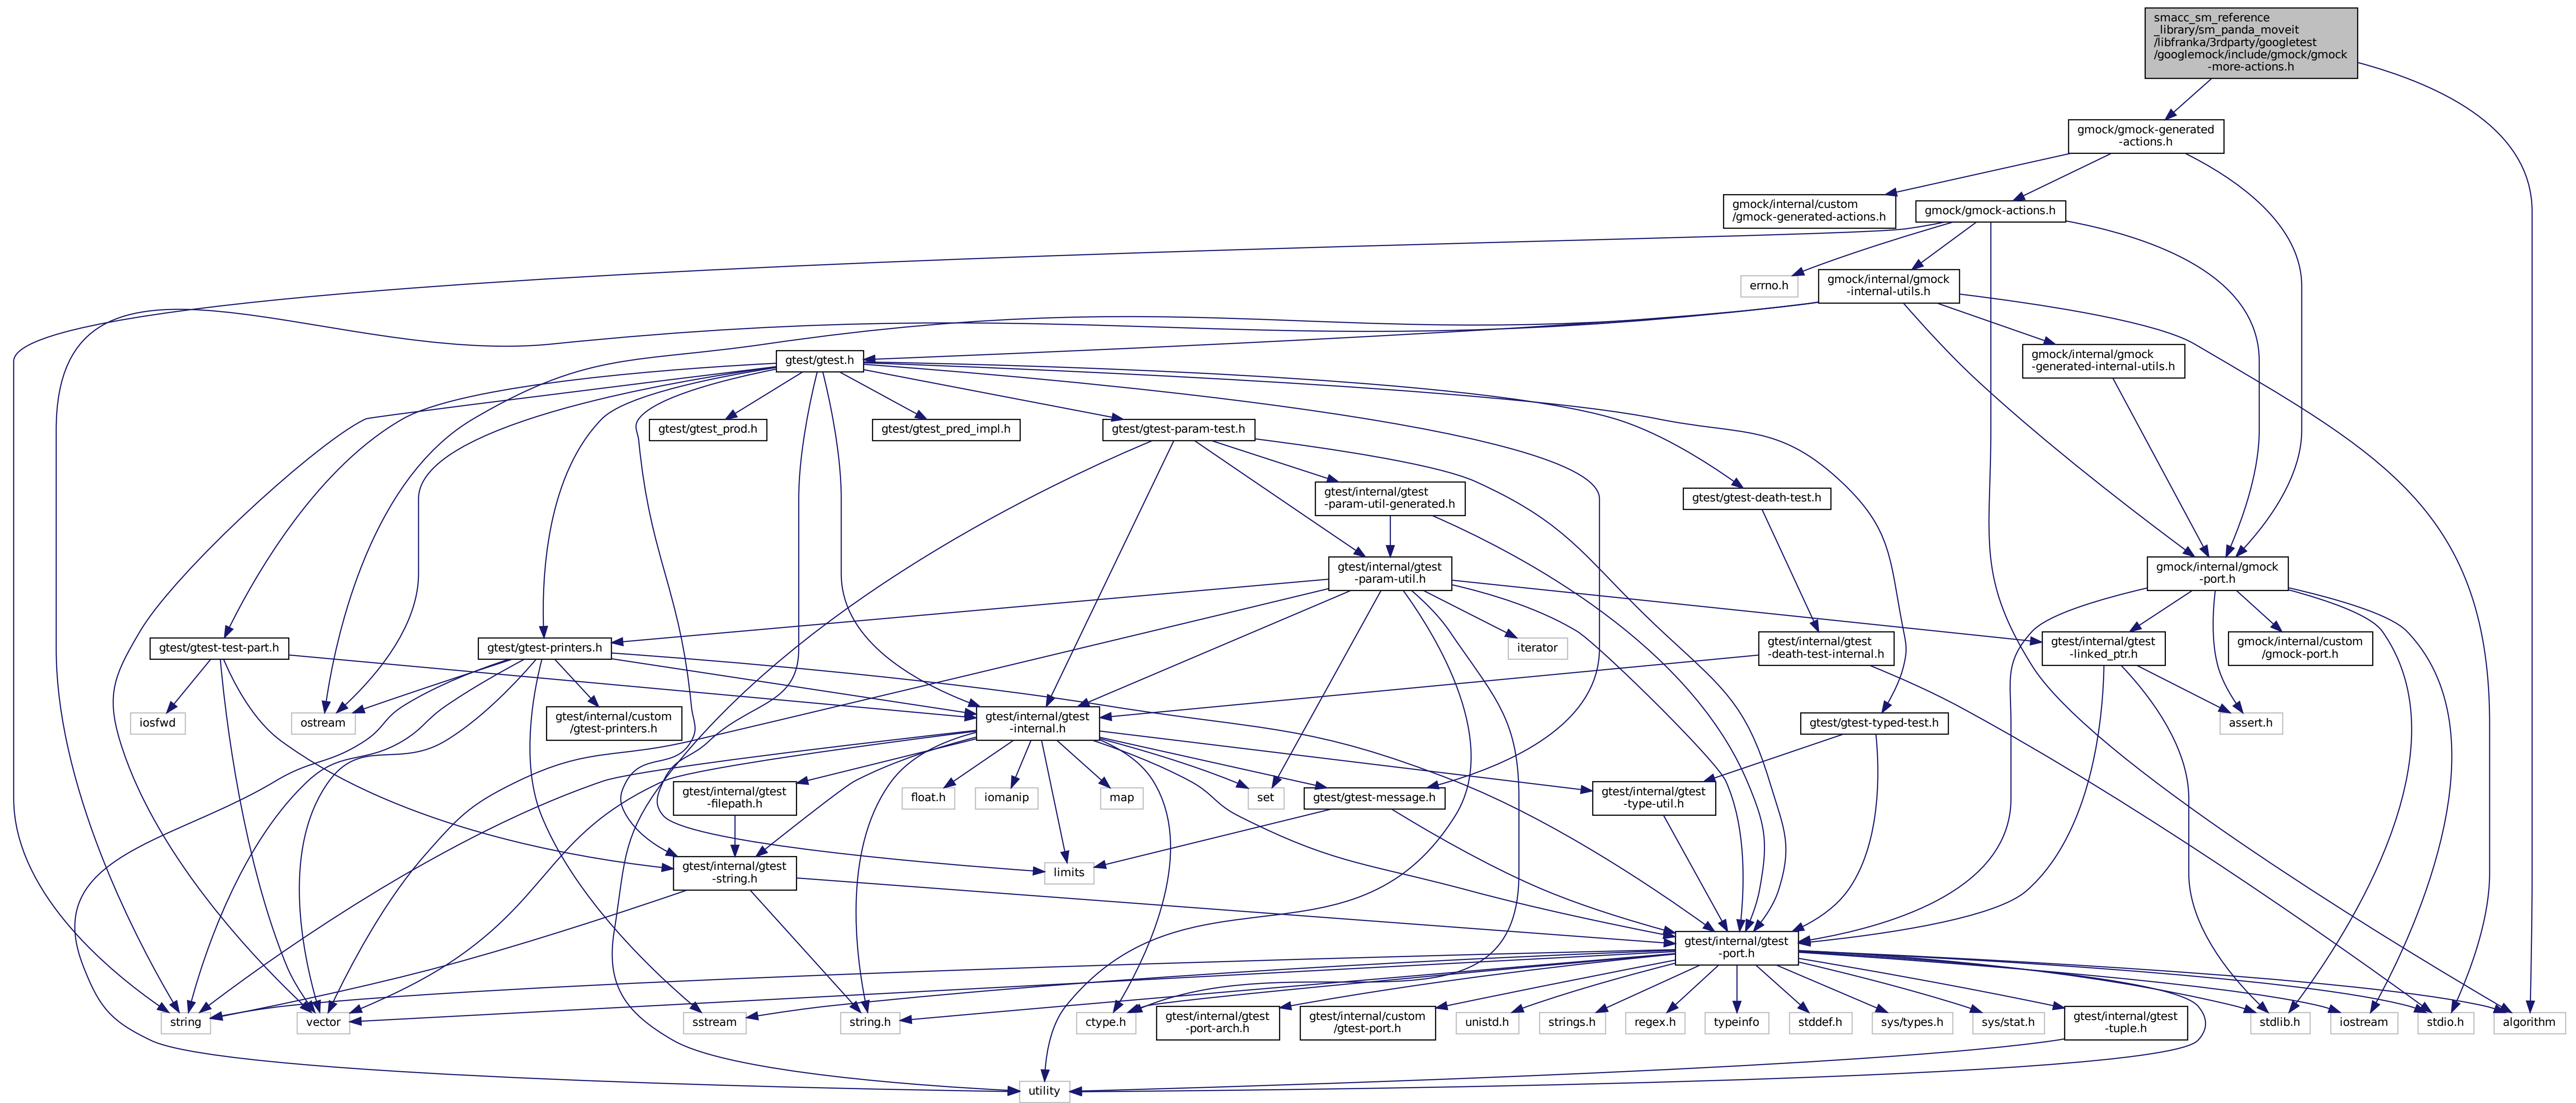 smacc_sm_reference
_library/sm_panda_moveit
/libfranka/3rdparty/googletest
/googlemock/include/gmock/gmock
-more-actions.h
gmock/gmock-generated
-actions.h
gmock/internal/custom
/gmock-generated-actions.h
gmock/gmock-actions.h
errno.h
gmock/internal/gmock
-internal-utils.h
gtest/gtest.h
gmock/internal/gmock
-generated-internal-utils.h
gtest/gtest_prod.h
gtest/gtest_pred_impl.h
gtest/gtest-param-test.h
gtest/internal/gtest
-param-util-generated.h
gtest/gtest-death-test.h
gtest/internal/gtest
-param-util.h
gmock/internal/gmock
-port.h
gtest/gtest-test-part.h
gtest/gtest-printers.h
iterator
gtest/internal/gtest
-death-test-internal.h
gtest/internal/gtest
-linked_ptr.h
gmock/internal/custom
/gmock-port.h
iosfwd
ostream
gtest/internal/custom
/gtest-printers.h
gtest/internal/gtest
-internal.h
gtest/gtest-typed-test.h
assert.h
gtest/internal/gtest
-filepath.h
float.h
iomanip
map
set
gtest/gtest-message.h
gtest/internal/gtest
-type-util.h
gtest/internal/gtest
-string.h
limits
gtest/internal/gtest
-port.h
string
vector
sstream
string.h
ctype.h
gtest/internal/gtest
-port-arch.h
gtest/internal/custom
/gtest-port.h
unistd.h
strings.h
regex.h
typeinfo
stddef.h
sys/types.h
sys/stat.h
gtest/internal/gtest
-tuple.h
stdlib.h
iostream
stdio.h
algorithm
utility